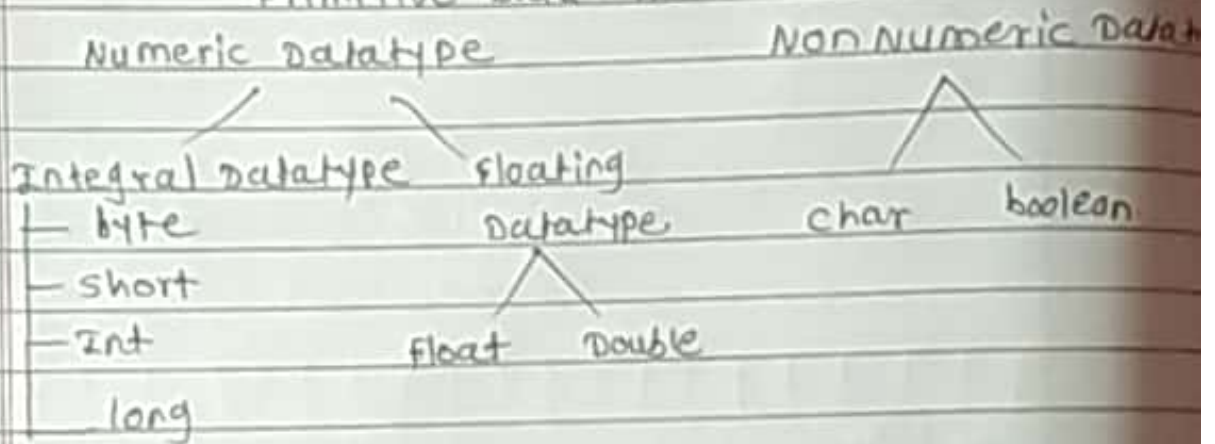 Numeric Datatype
Non Numeric
Integral Datatype
Floating
Datatype
byte
short
Int
long
Float
Double
char
boolean